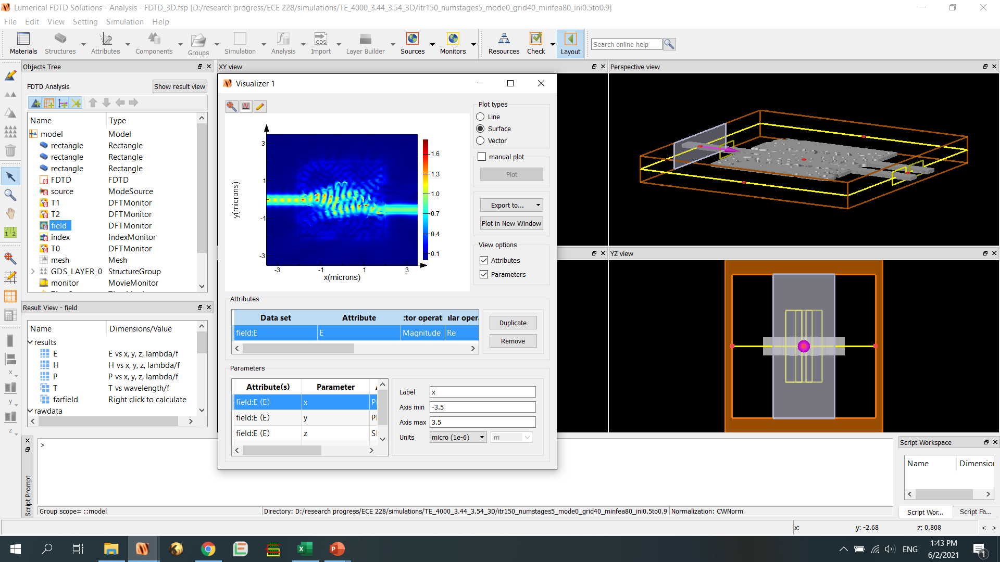 Lumerical FDTD Solutions - Analysis - FDTD_3D.fsp [D:/research progress/ECE 228/simulations/TE_4000_3.44_3.54_3D/itr150_numstages5_mode0_grid40_minfea80_ini0.5to0.9]
File Edit View Setting Simulation Help
Materials Structures Attributes Components Groups Simulation Analysis Import Layer Builder Sources Monitors Resources Check Layout
GDS
Search online help
Objects Tree
XY view
Perspective view
FDTD Analysis
Show result view
Name Type
model Model
rectangle Rectangle
rectangle Rectangle
rectangle Rectangle
FDTD FDTD
source ModeSource
T1 DFTMonitor
T2 DFTMonitor
field DFTMonitor
index IndexMonitor
T0 DFTMonitor
mesh Mesh
GDS_LAYER_0 StructureGroup
monitor MovieMonitor
Result View - field
Name Dimensions/Value
results
E E vs x, y, z, lambda/f
H H vs x, y, z, lambda/f
P P vs x, y, z, lambda/f
T T vs wavelength/f
farfield Right click to calculate
rawdata
x
y
z
Visualizer 1
y(microns)
3
1
-1
-3
-3 -1 1 3
x(microns)
1.6
1.3
1.0
0.7
0.4
0.1
Plot types
Line
Surface
Vector
manual plot
Plot
Export to...
Plot in New Window
View options
Attributes
Parameters
Attributes
Data set Attribute :tor operat ılar opera
field:E E Magnitude Re
Duplicate
Remove
Parameters
Attribute(s) Parameter
field:E (E) x Pl
field:E (E) y Pl
field:E (E) z Sl
Label x
Axis min -3.5
Axis max 3.5
Units micro (1e-6) m
YZ view
>
Script Prompt
Script Workspace
Name Dimension
Script Wor... Script Fa...
Group scope= ::model
Directory: D:/research progress/ECE 228/simulations/TE_4000_3.44_3.54_3D/itr150_numstages5_mode0_grid40_minfea80_ini0.5to0.9
Normalization: CWNorm
x: y: -2.68 z: 0.808 < >
ENG
1:43 PM
6/2/2021
1